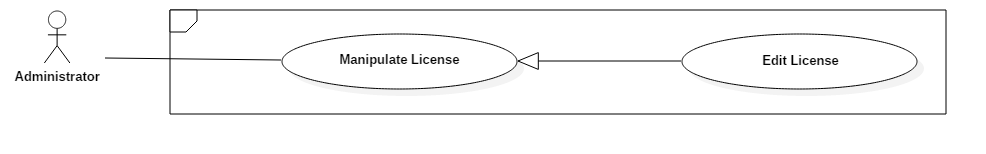 Manipulate License
Edit License
Administrator